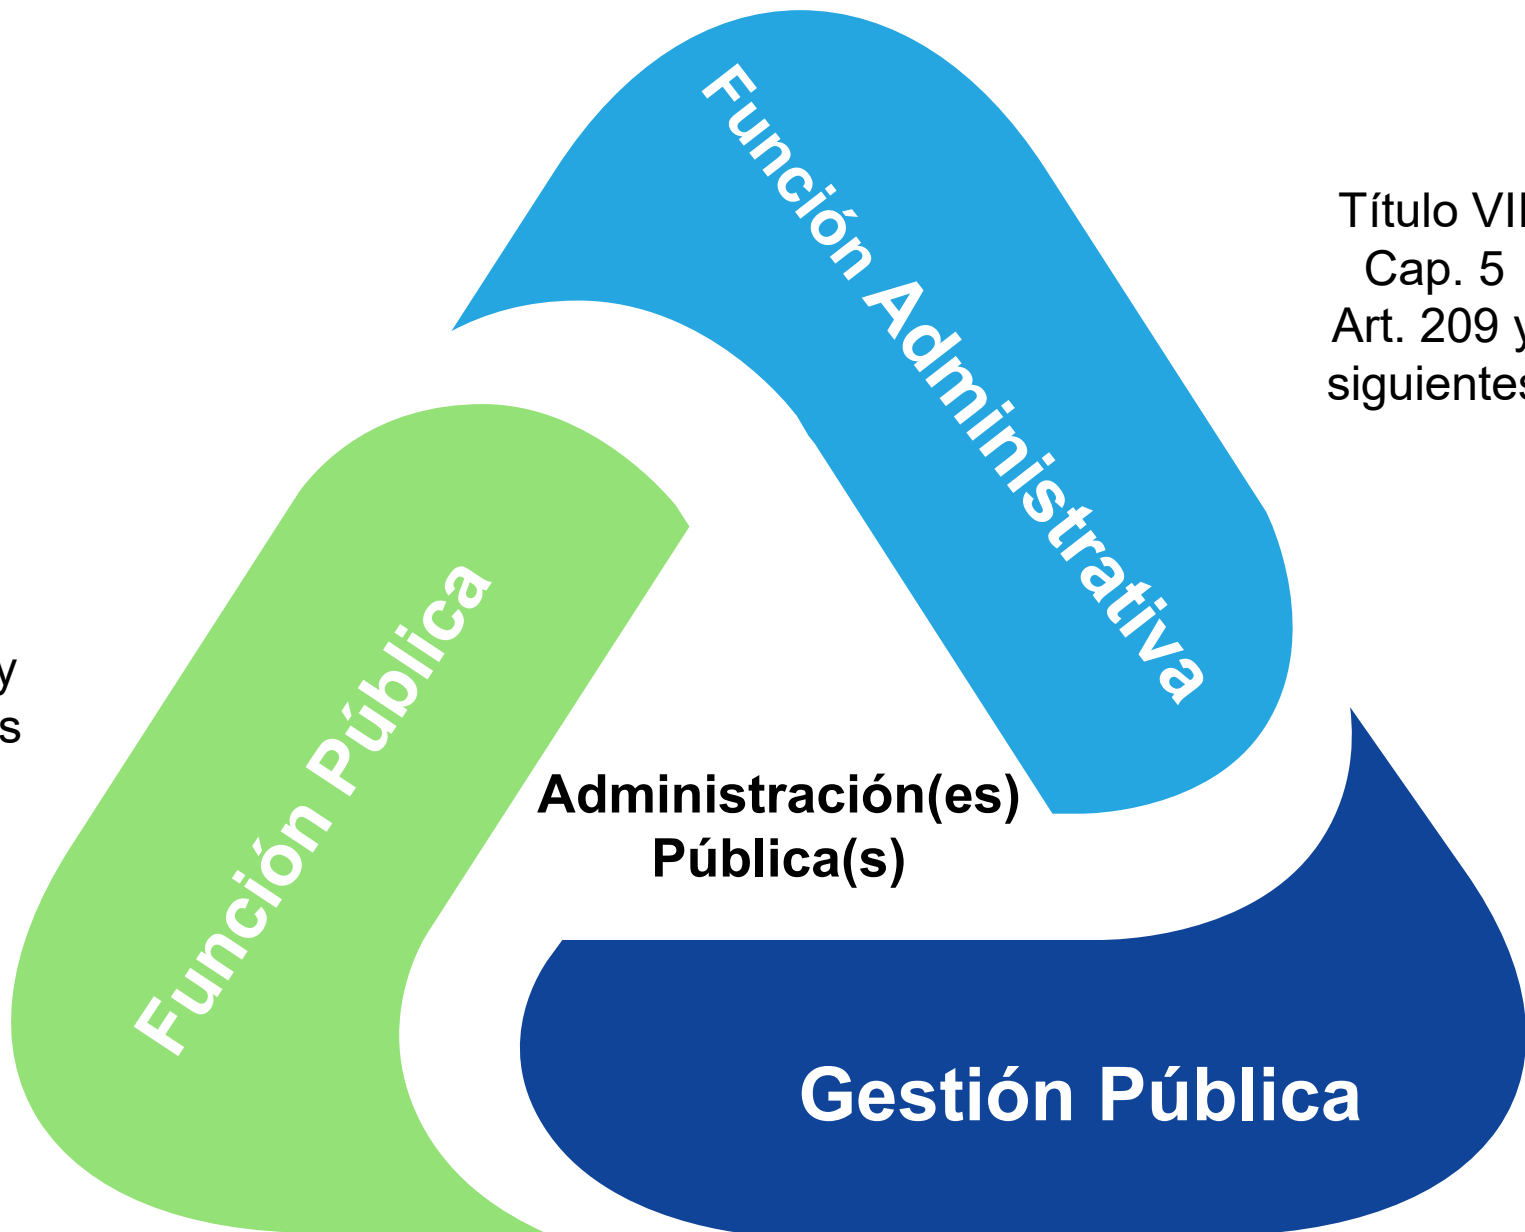 Función Administrativa
Título VII
Cap. 5
Art. 209 y
siguientes
y
s
Función Pública
Administración(es)
Pública(s)
Gestión Pública